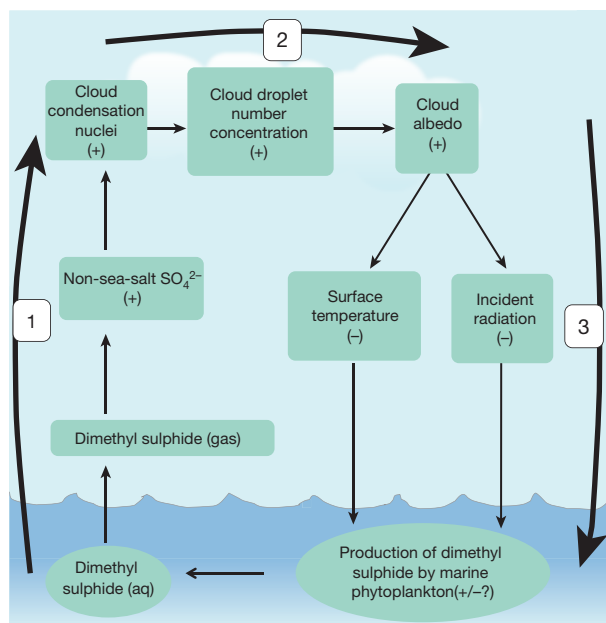 2
Cloud
condensation
nuclei
(+)
Cloud droplet
number
concentration
(+)
Cloud
albedo
(+)
1
Non-sea-salt SO₄²⁻
(+)
Surface
temperature
(–)
Incident
radiation
(–)
3
Dimethyl sulphide (gas)
Dimethyl
sulphide (aq)
Production of dimethyl
sulphide by marine
phytoplankton(+/–?)